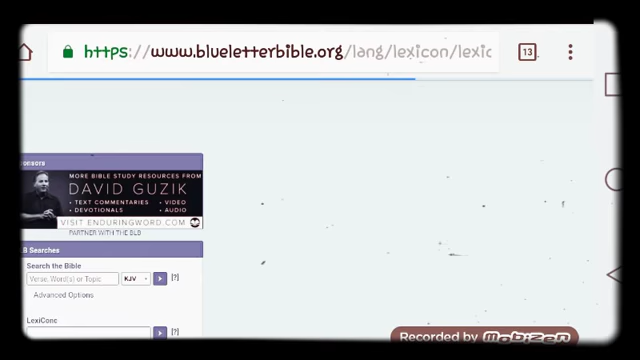 https://www.blueletterbible.org/lang/lexicon/lexic
13
MORE BIBLE STUDY RESOURCES FROM
DAVID GUZIK
• TEXT COMMENTARIES • VIDEO
• DEVOTIONALS • AUDIO
VISIT ENDURINGWORD.COM
PARTNER WITH THE BLB
Searches
Search the Bible
Verse, Word(s) or Topic KJV [?]
Advanced Options
LexiConc
[?]
Recorded by MOBIZEN